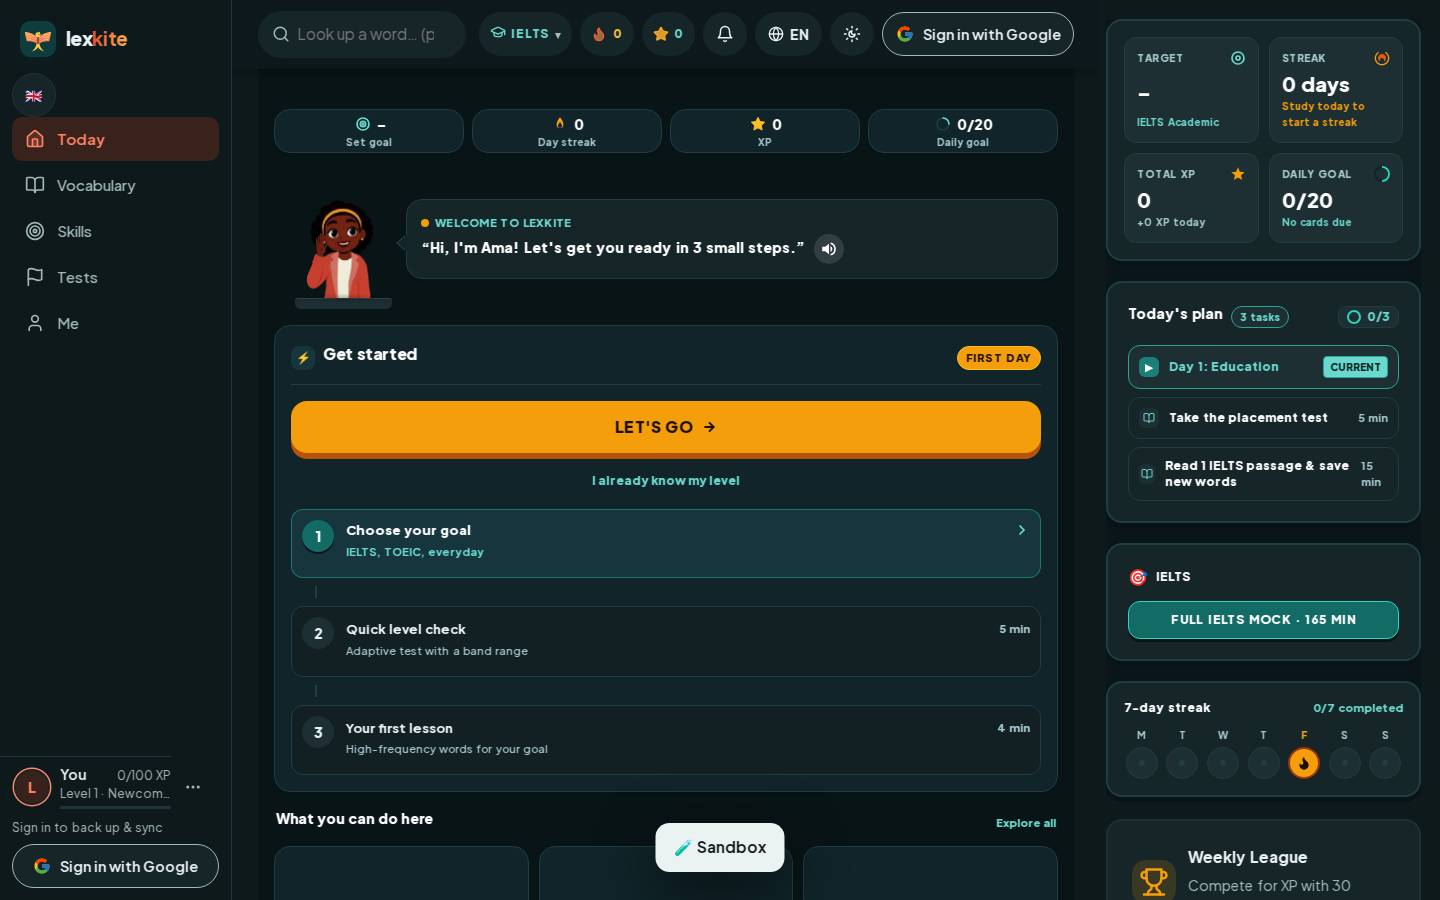 lexkite
Today
Vocabulary
Skills
Tests
Me
You 0/100 XP
Level 1 · Newcom…
Sign in to back up & sync
Sign in with Google
Look up a word... (p
IELTS
0
0
EN
Sign in with Google
–
Set goal
0
Day streak
0
XP
0/20
Daily goal
WELCOME TO LEXKITE
“Hi, I'm Ama! Let's get you ready in 3 small steps.”
Get started
FIRST DAY
LET'S GO →
I already know my level
1
Choose your goal
IELTS, TOEIC, everyday
2
Quick level check
5 min
Adaptive test with a band range
3
Your first lesson
4 min
High-frequency words for your goal
What you can do here
Explore all
Sandbox
TARGET
–
IELTS Academic
STREAK
0 days
Study today to
start a streak
TOTAL XP
0
+0 XP today
DAILY GOAL
0/20
No cards due
Today's plan
3 tasks
0/3
Day 1: Education
CURRENT
Take the placement test
5 min
Read 1 IELTS passage & save
new words
15
min
IELTS
FULL IELTS MOCK · 165 MIN
7-day streak
0/7 completed
M T W T F S S
Weekly League
Compete for XP with 30
L